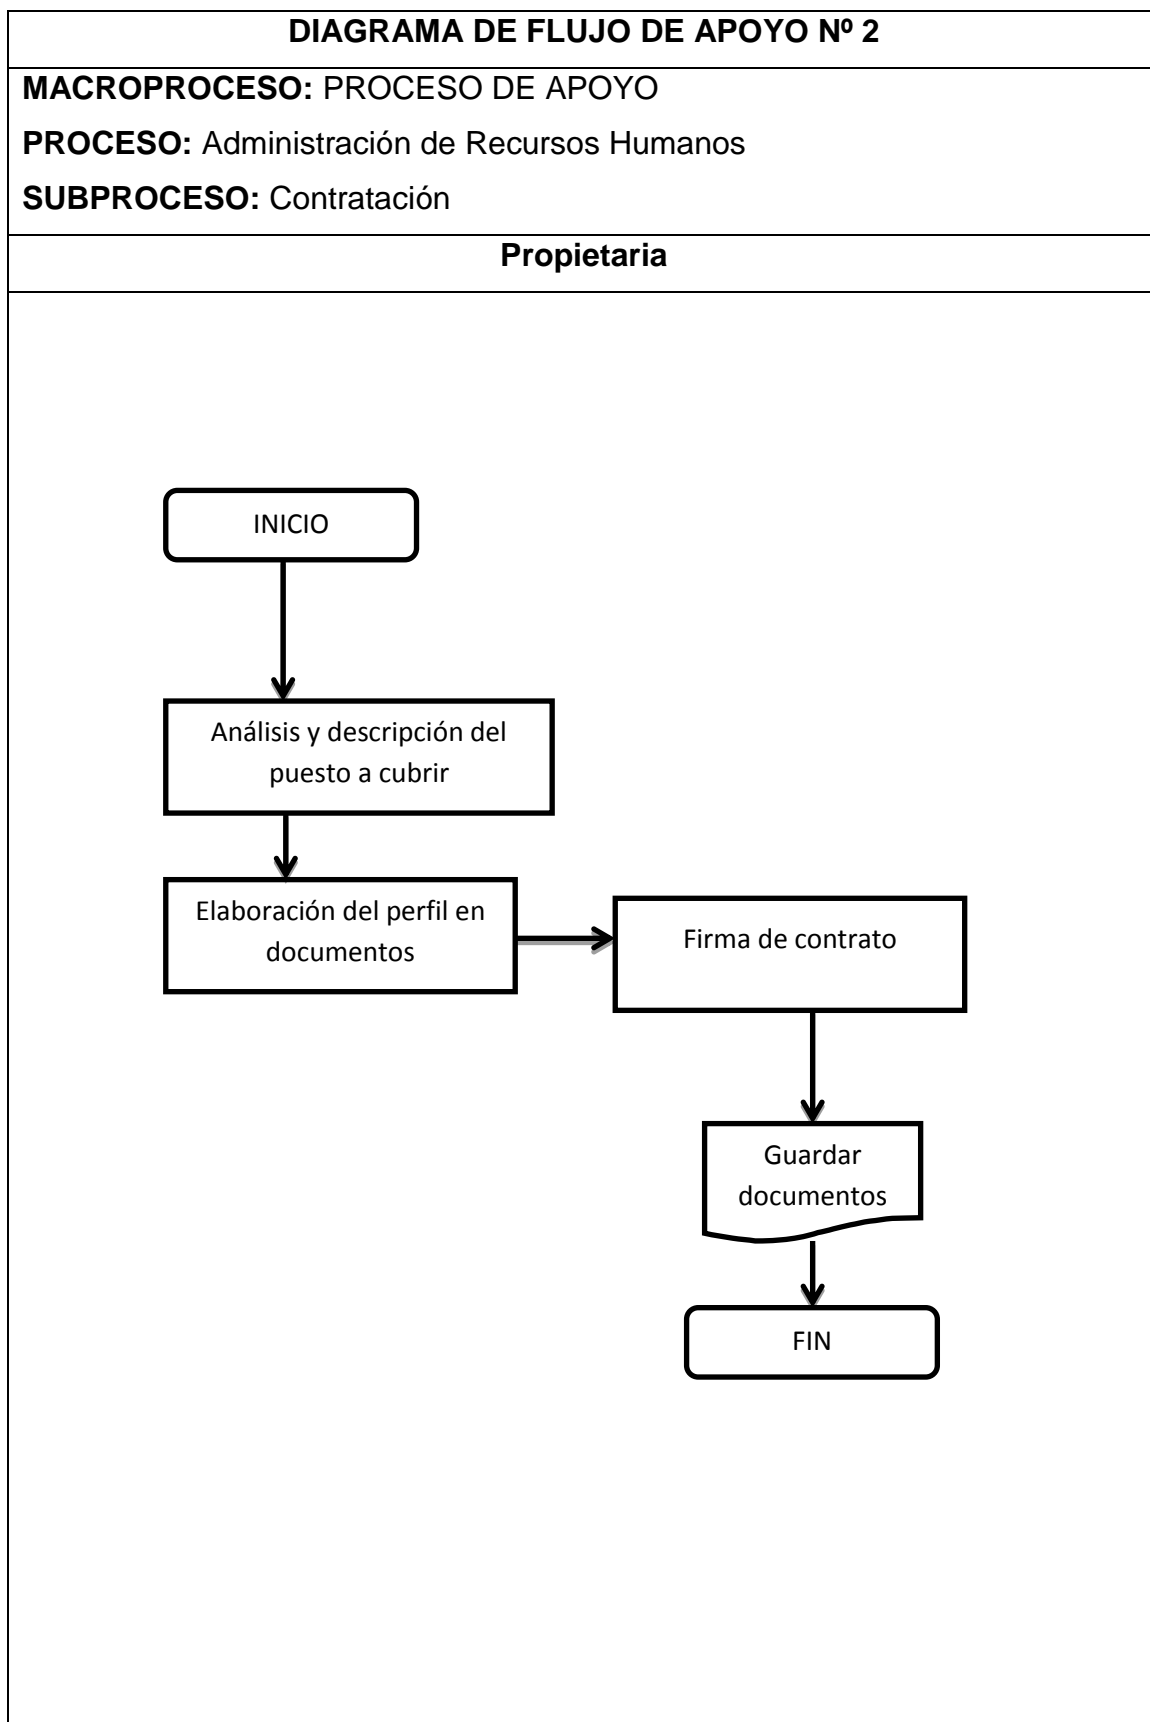 DIAGRAMA DE FLUJO DE APOYO Nº 2
MACROPROCESO: PROCESO DE APOYO
PROCESO: Administración de Recursos Humanos
SUBPROCESO: Contratación
Propietaria
INICIO
Análisis y descripción del
puesto a cubrir
Elaboración del perfil en
documentos
Firma de contrato
Guardar
documentos
FIN